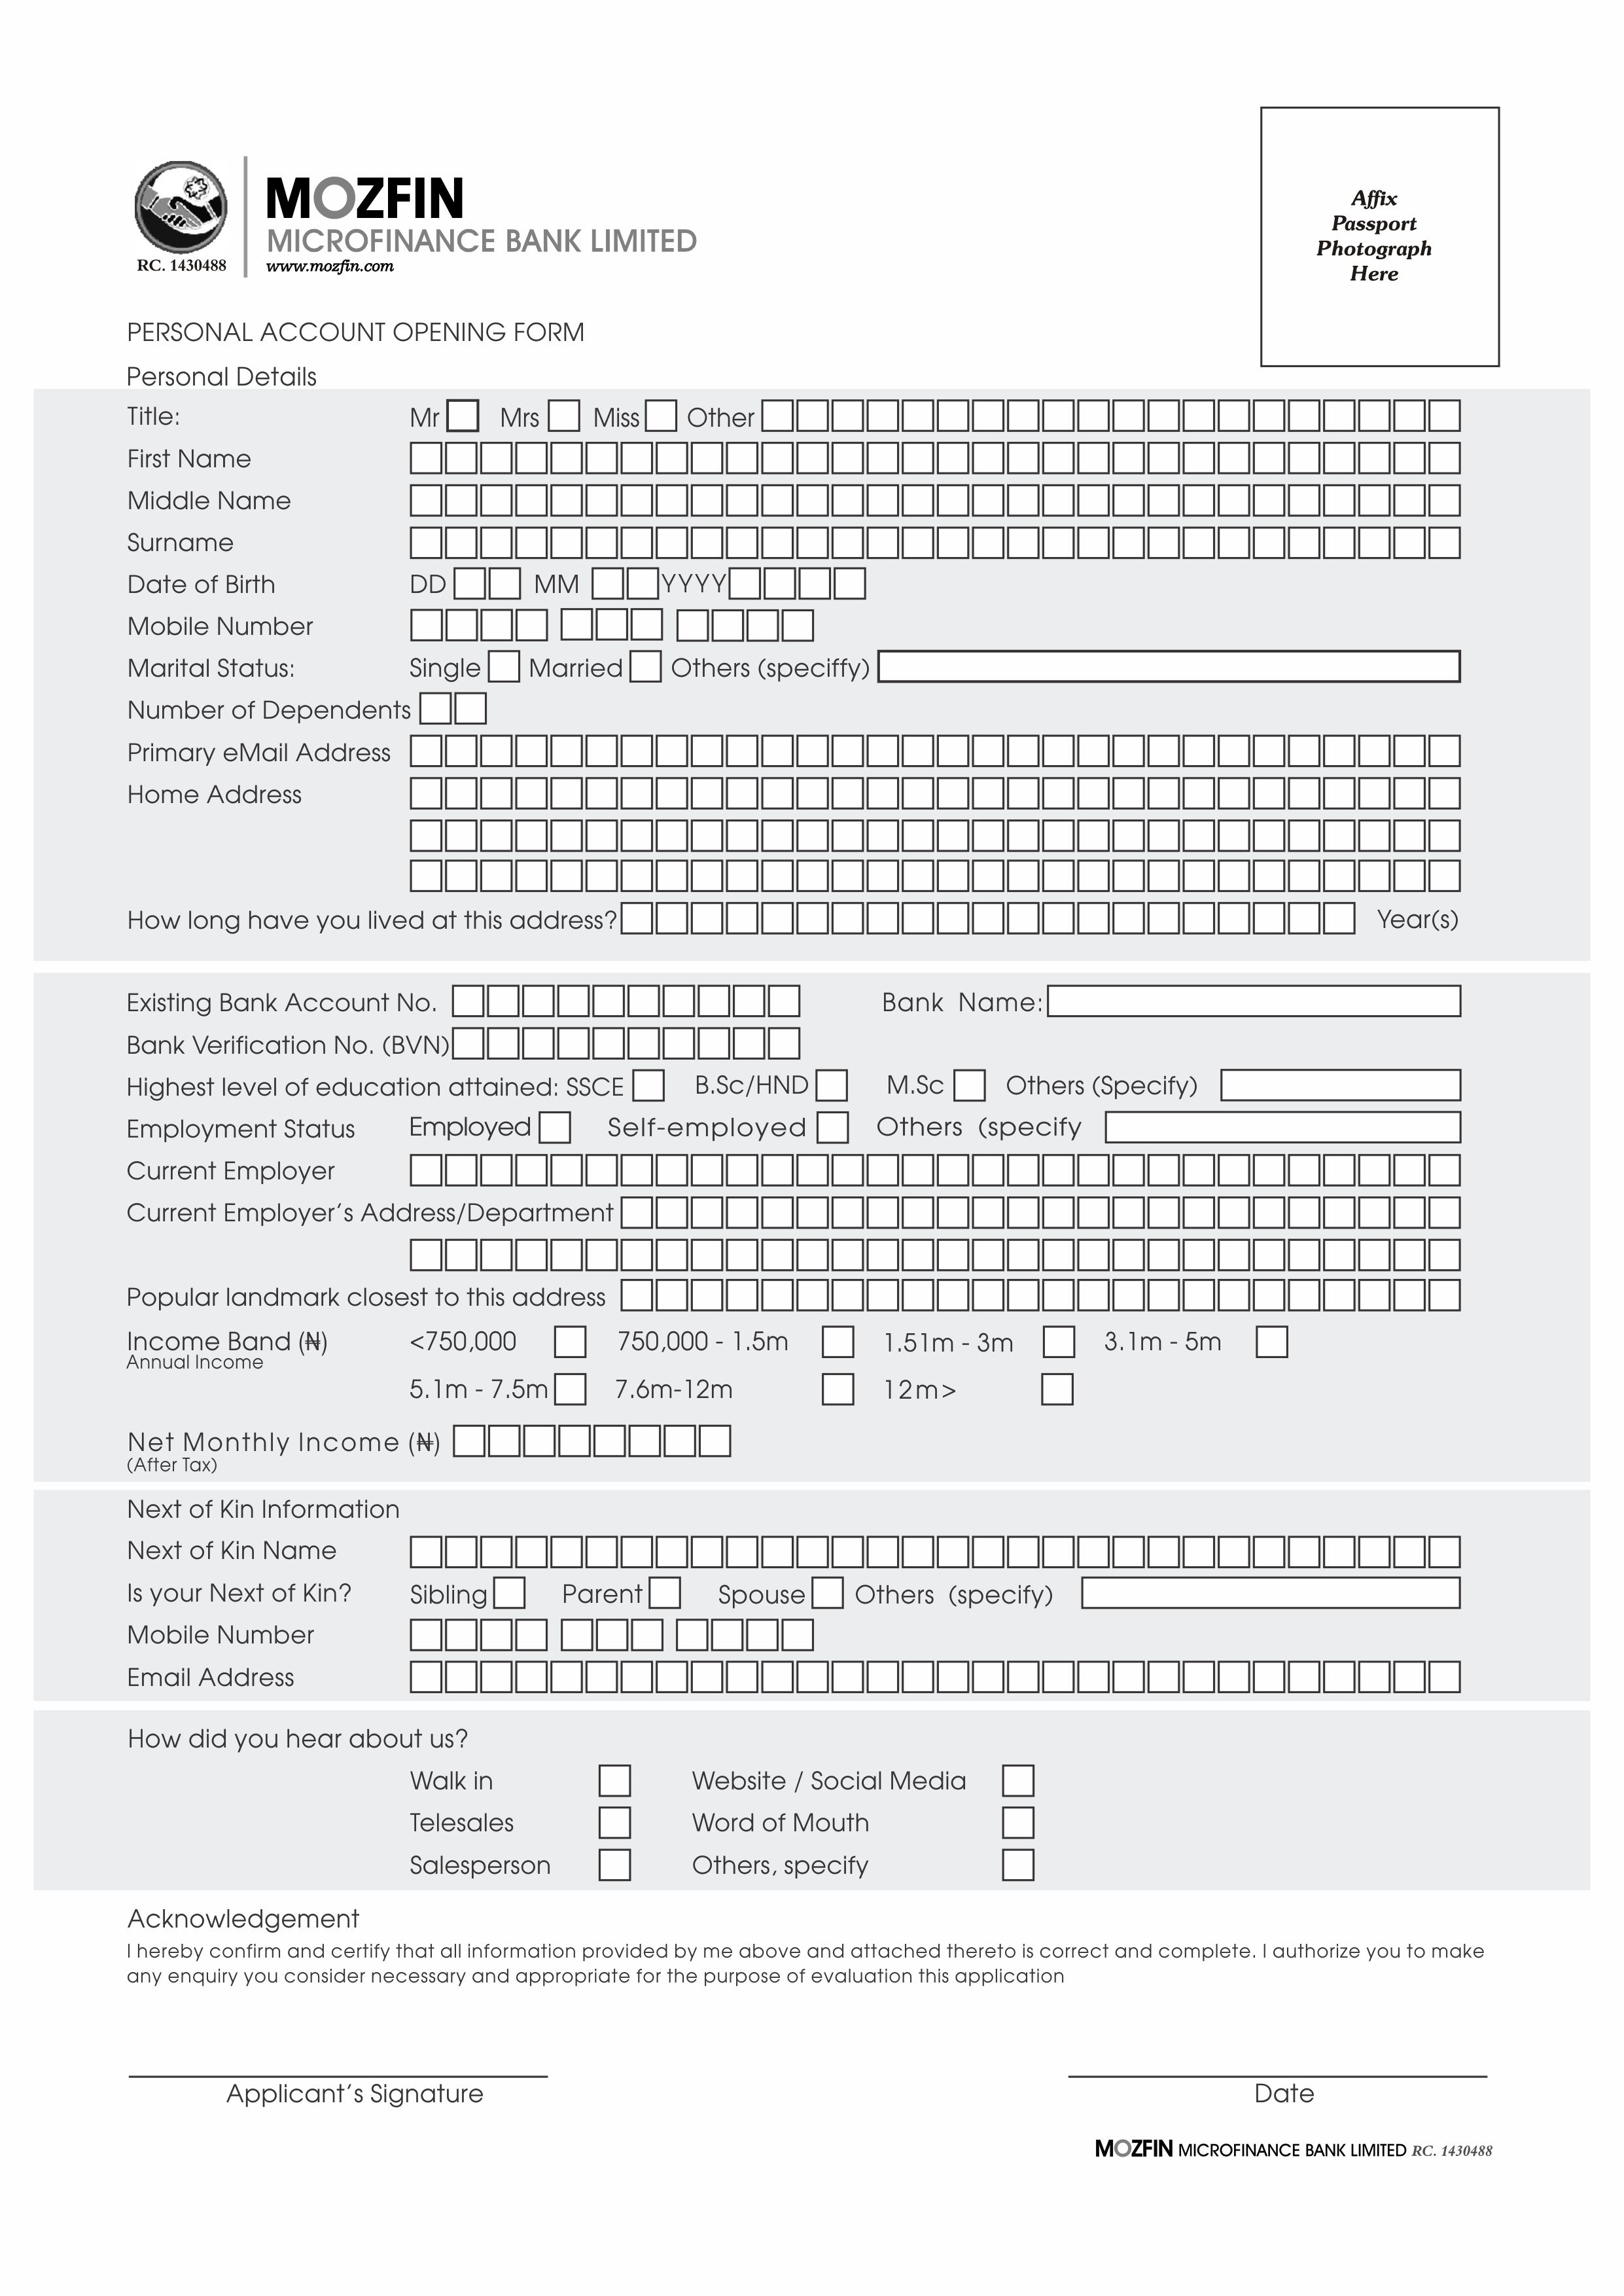 Affix
Passport
Photograph
Here
MOZFIN
MICROFINANCE BANK LIMITED
RC. 1430488 www.mozfin.com
PERSONAL ACCOUNT OPENING FORM
Personal Details
Title: Mr Mrs Miss Other
First Name
Middle Name
Surname
Date of Birth DD MM YYYY
Mobile Number
Marital Status: Single Married Others (speciffy)
Number of Dependents
Primary eMail Address
Home Address
How long have you lived at this address? Year(s)
Existing Bank Account No. Bank Name:
Bank Verification No. (BVN)
Highest level of education attained: SSCE B.Sc/HND M.Sc Others (Specify)
Employment Status Employed Self-employed Others (specify
Current Employer
Current Employer's Address/Department
Popular landmark closest to this address
Income Band (₦) <750,000 750,000 - 1.5m 1.51m - 3m 3.1m - 5m
Annual Income
5.1m - 7.5m 7.6m-12m 12m>
Net Monthly Income (₦)
(After Tax)
Next of Kin Information
Next of Kin Name
Is your Next of Kin? Sibling Parent Spouse Others (specify)
Mobile Number
Email Address
How did you hear about us?
Walk in Website / Social Media
Telesales Word of Mouth
Salesperson Others, specify
Acknowledgement
I hereby confirm and certify that all information provided by me above and attached thereto is correct and complete. I authorize you to make
any enquiry you consider necessary and appropriate for the purpose of evaluation this application
Applicant's Signature Date
MOZFIN MICROFINANCE BANK LIMITED RC. 1430488